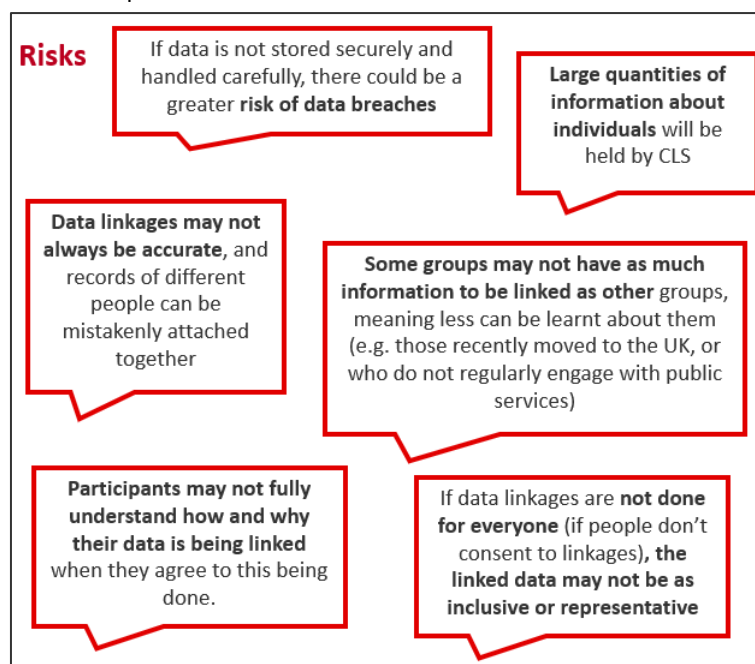 Risks
If data is not stored securely and
handled carefully, there could be a
greater risk of data breaches
Large quantities of
information about
individuals will be
held by CLS
Data linkages may not
always be accurate, and
records of different
people can be
mistakenly attached
together
Some groups may not have as much
information to be linked as other groups,
meaning less can be learnt about them
(e.g. those recently moved to the UK, or
who do not regularly engage with public
services)
Participants may not fully
understand how and why
their data is being linked
when they agree to this being
done.
If data linkages are not done
for everyone (if people don’t
consent to linkages), the
linked data may not be as
inclusive or representative